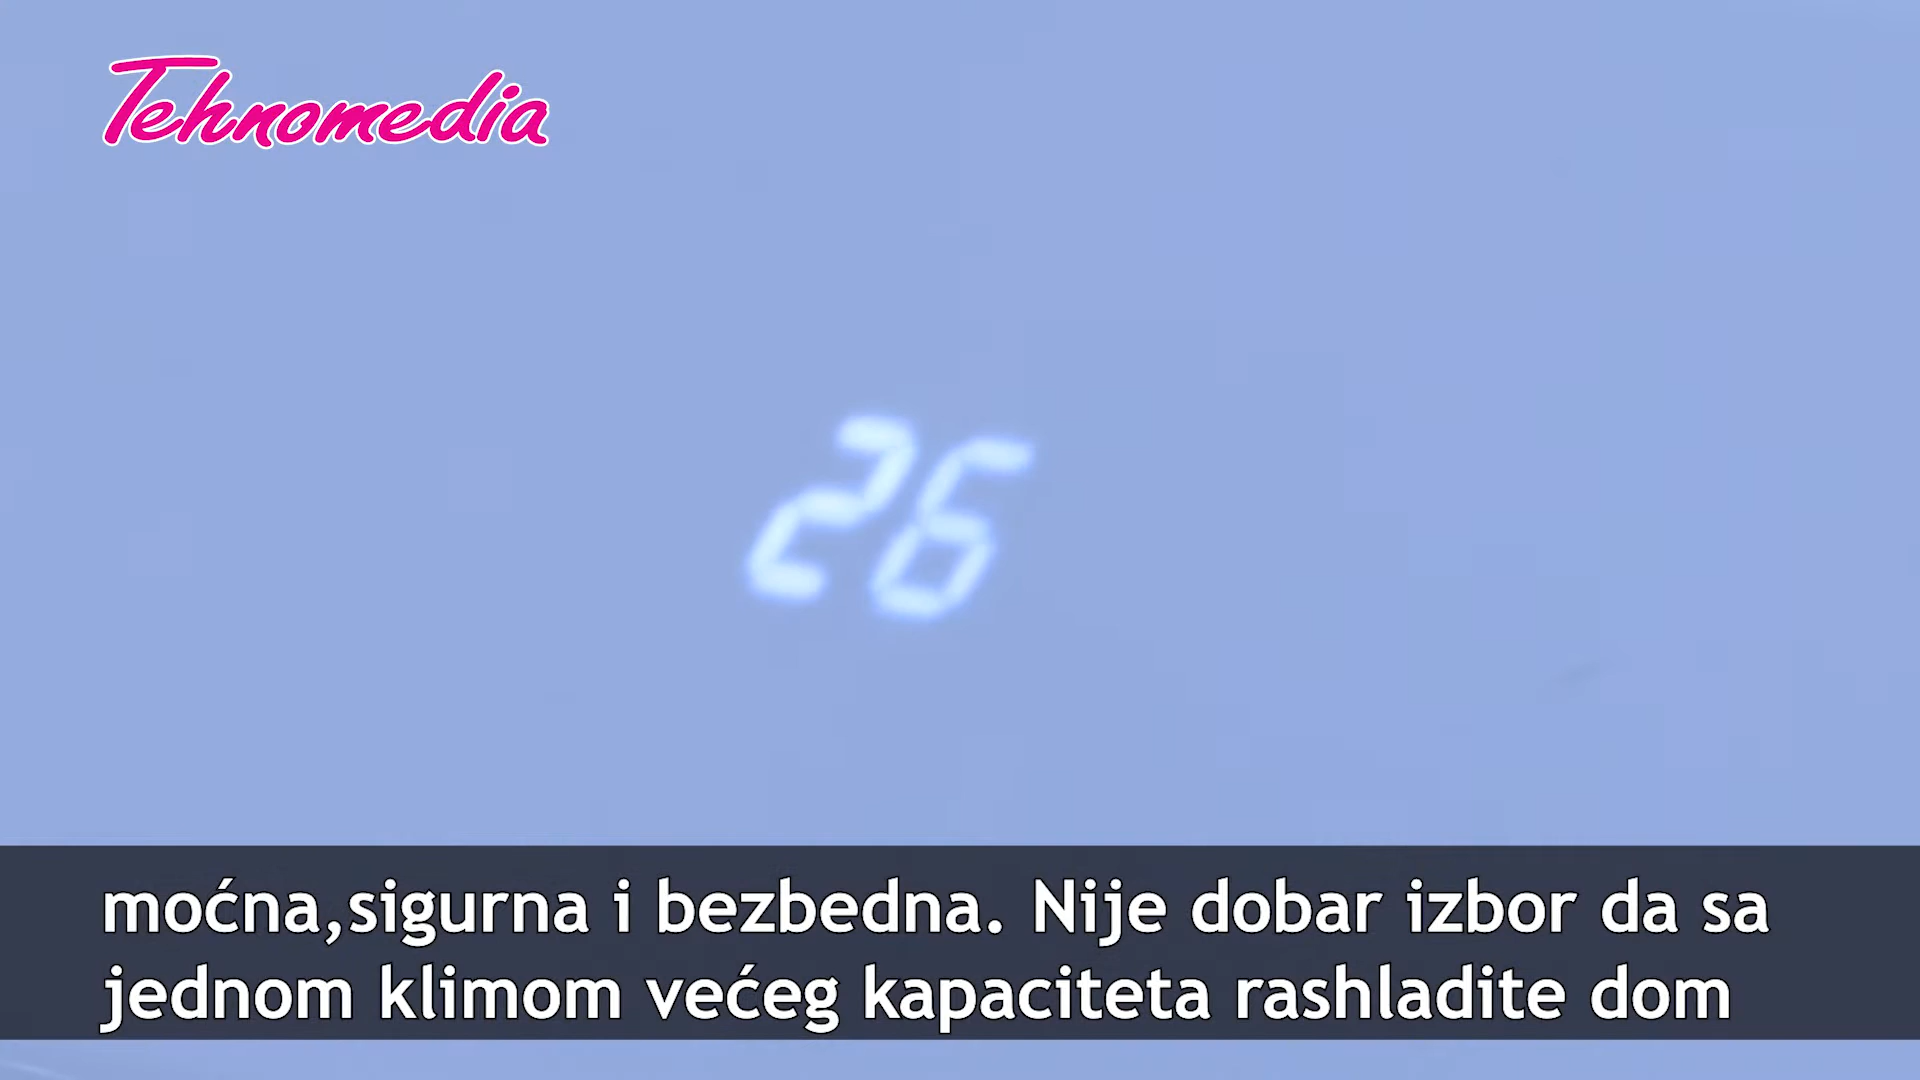 Tehnomedia
26
moćna,sigurna i bezbedna. Nije dobar izbor da sa
jednom klimom većeg kapaciteta rashladite dom